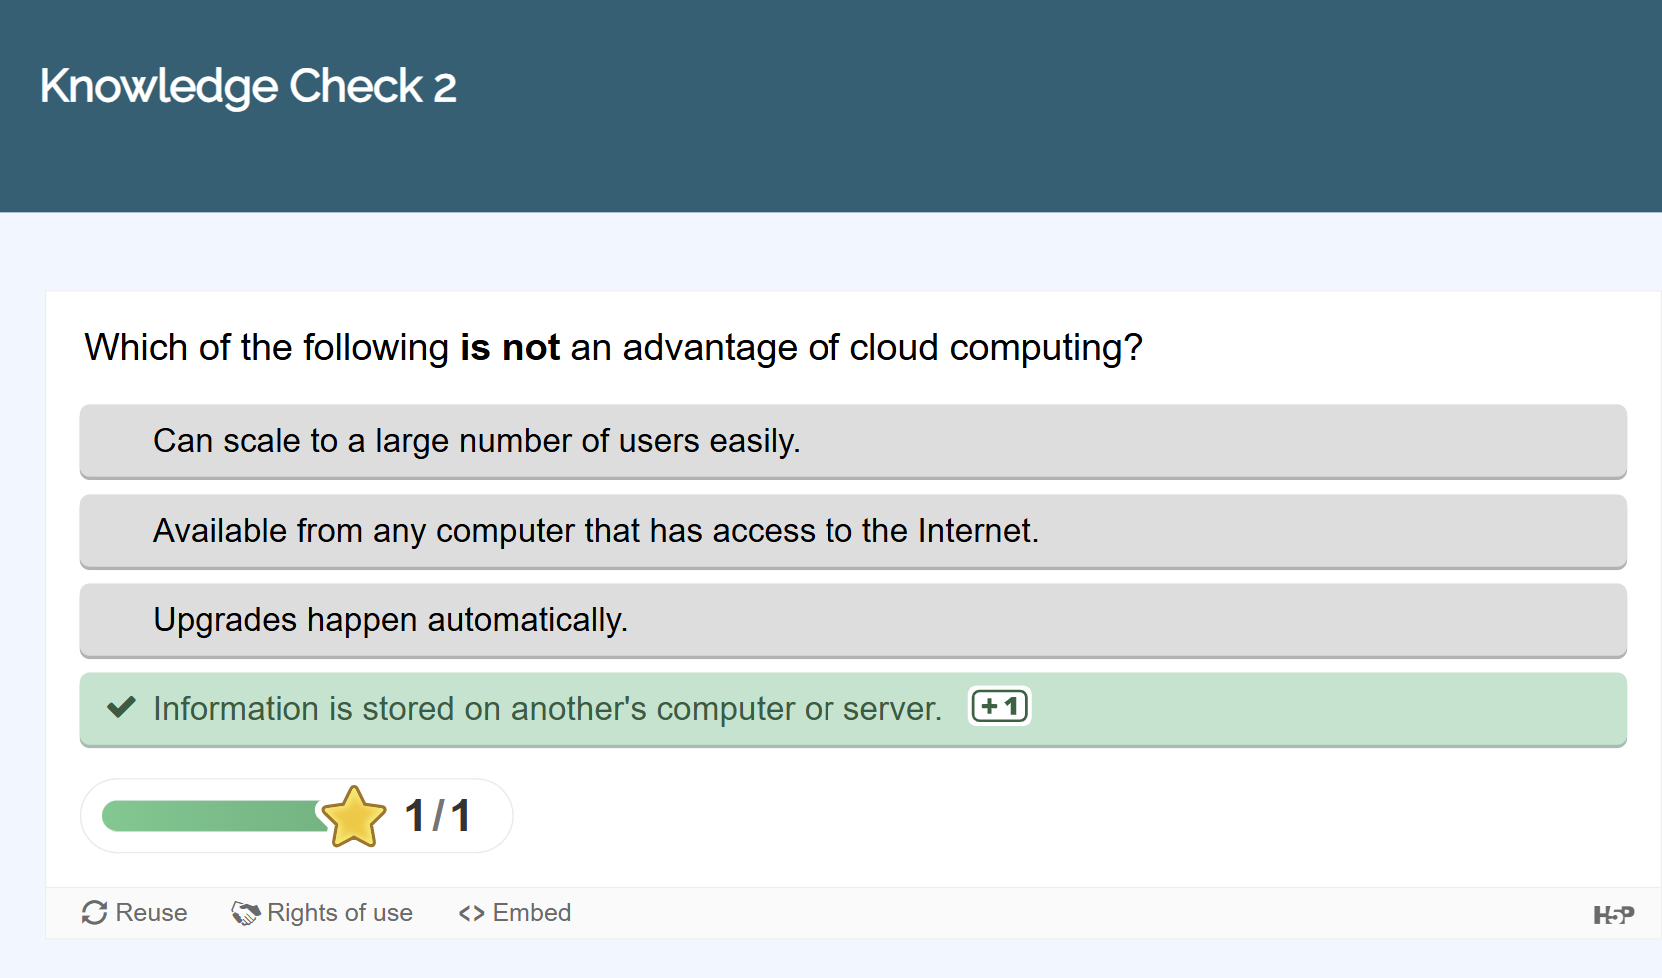 Knowledge Check 2
Which of the following is not an advantage of cloud computing?
Can scale to a large number of users easily.
Available from any computer that has access to the Internet.
Upgrades happen automatically.
Information is stored on another's computer or server. +1
1/1
Reuse Rights of use <> Embed H5P